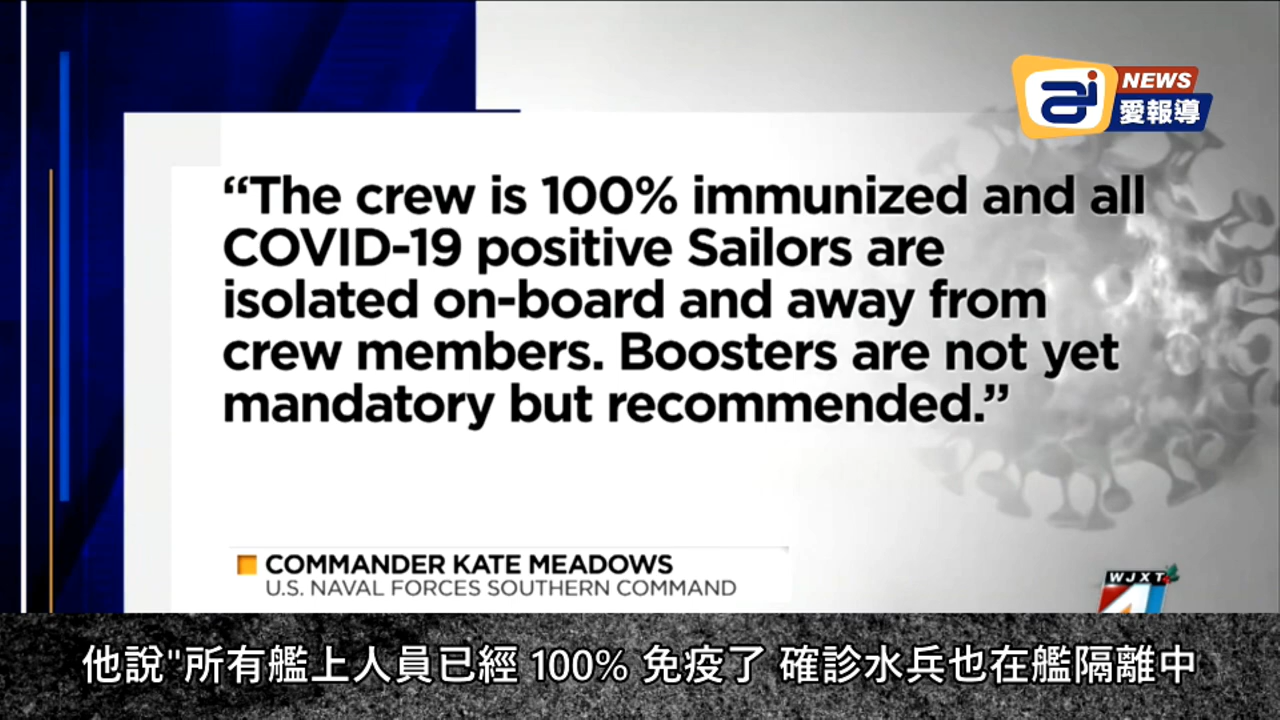 NEWS
愛報導
“The crew is 100% immunized and all
COVID-19 positive Sailors are
isolated on-board and away from
crew members. Boosters are not yet
mandatory but recommended.”
COMMANDER KATE MEADOWS
U.S. NAVAL FORCES SOUTHERN COMMAND
WJXT
4
他說"所有艦上人員已經 100% 免疫了 確診水兵也在艦隔離中